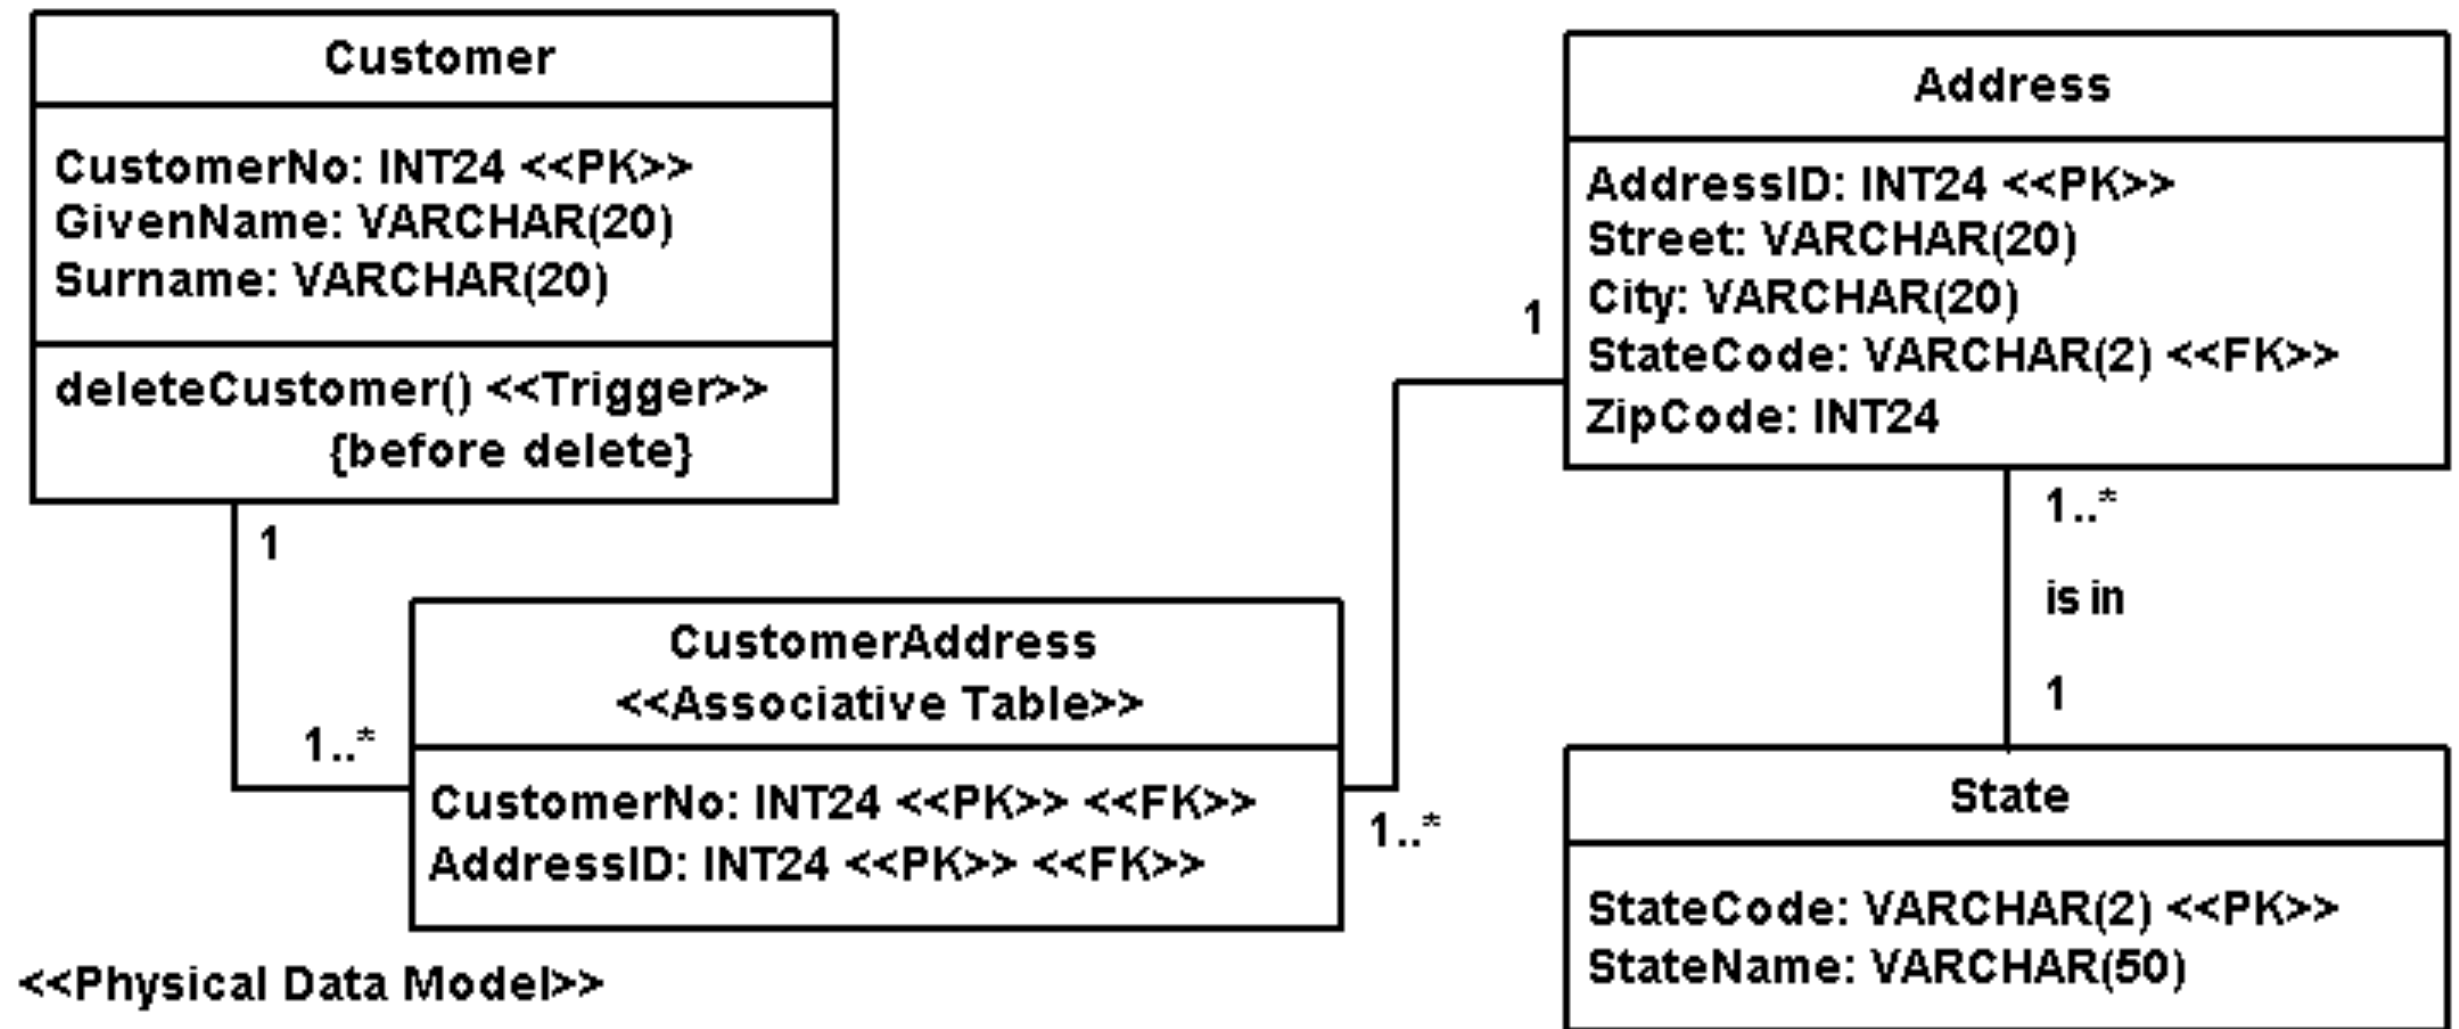 Customer
CustomerNo: INT24 <<PK>>
GivenName: VARCHAR(20)
Surname: VARCHAR(20)
deleteCustomer() <<Trigger>>
{before delete}
1
1..*
CustomerAddress
<<Associative Table>>
CustomerNo: INT24 <<PK>> <<FK>>
AddressID: INT24 <<PK>> <<FK>>
1..*
1
Address
AddressID: INT24 <<PK>>
Street: VARCHAR(20)
City: VARCHAR(20)
StateCode: VARCHAR(2) <<FK>>
ZipCode: INT24
1..*
is in
1
State
StateCode: VARCHAR(2) <<PK>>
StateName: VARCHAR(50)
<<Physical Data Model>>